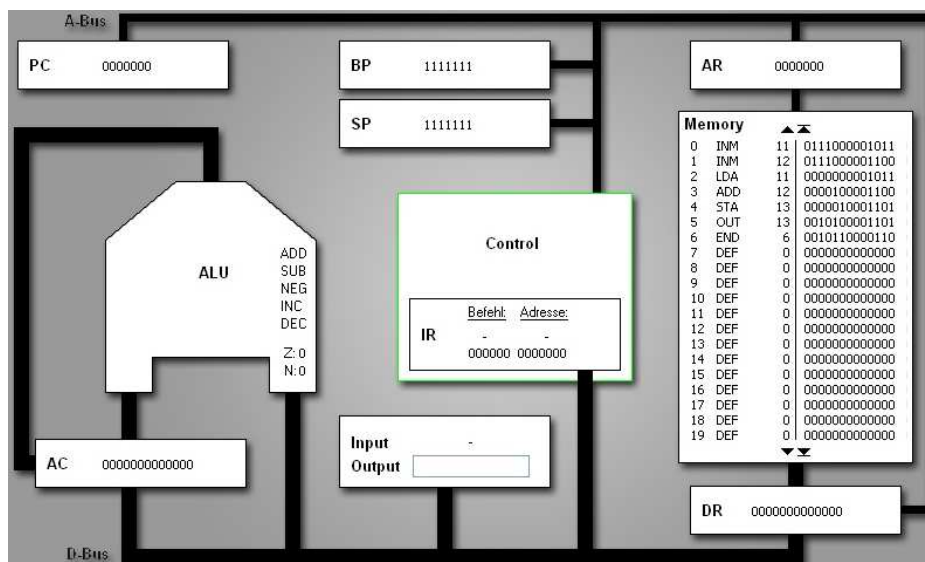 A-Bus
PC 0000000
BP 1111111
SP 1111111
AR 0000000
Memory
0 INM 11 0111000001011
1 INM 12 0111000001100
2 LDA 11 0000000001011
3 ADD 12 0000100001100
4 STA 13 0000010001101
5 OUT 13 0010100001101
6 END 6 0010110000110
7 DEF 0 0000000000000
8 DEF 0 0000000000000
9 DEF 0 0000000000000
10 DEF 0 0000000000000
11 DEF 0 0000000000000
12 DEF 0 0000000000000
13 DEF 0 0000000000000
14 DEF 0 0000000000000
15 DEF 0 0000000000000
16 DEF 0 0000000000000
17 DEF 0 0000000000000
18 DEF 0 0000000000000
19 DEF 0 0000000000000
ALU
ADD
SUB
NEG
INC
DEC
Z:0
N:0
Control
Befehl: Adresse:
IR - -
000000 0000000
AC 0000000000000
Input -
Output
DR 0000000000000
D-Bus